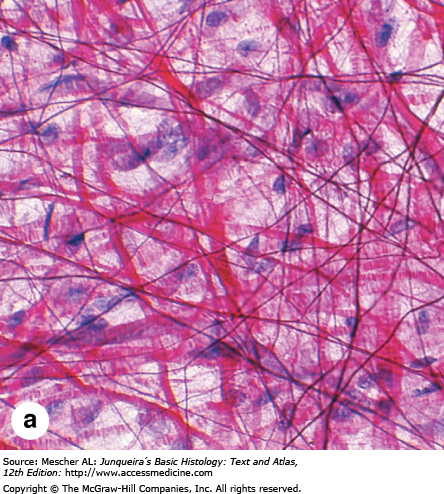 a
Source: Mescher AL: Junqueira´s Basic Histology: Text and Atlas,
12th Edition: http://www.accessmedicine.com
Copyright © The McGraw-Hill Companies, Inc. All rights reserved.